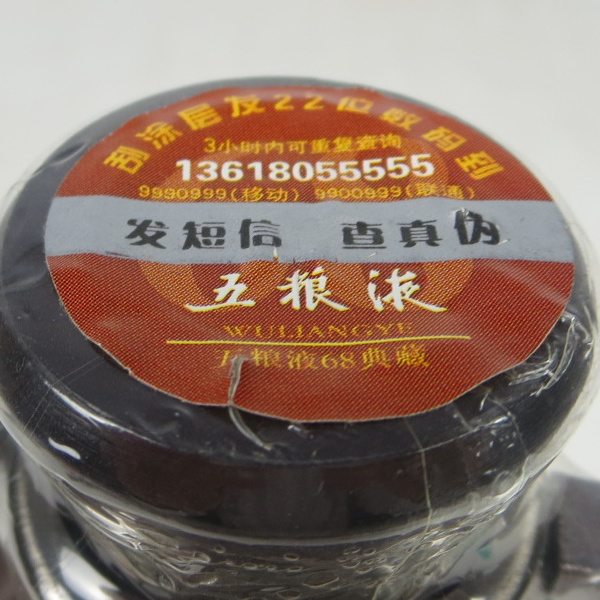 刮涂层发22位数码到
3小时内可重复查询
13618055555
9990999(移动) 9900999(联通)
发短信 查真伪
五粮液
WULIANGYE
五粮液68典藏